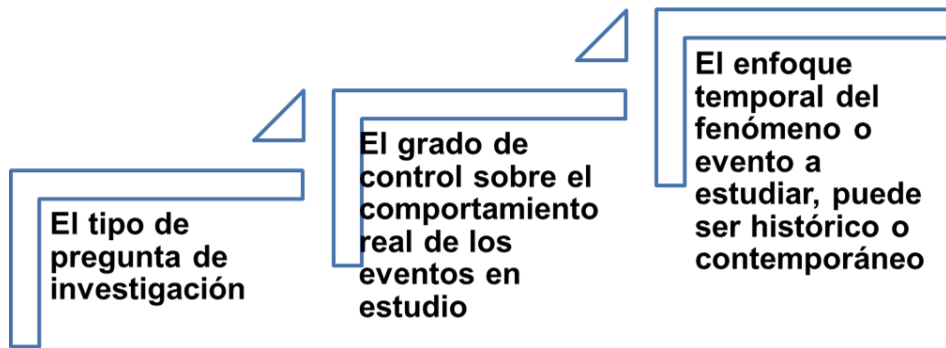 El tipo de
pregunta de
investigación
El grado de
control sobre el
comportamiento
real de los
eventos en
estudio
El enfoque
temporal del
fenómeno o
evento a
estudiar, puede
ser histórico o
contemporáneo